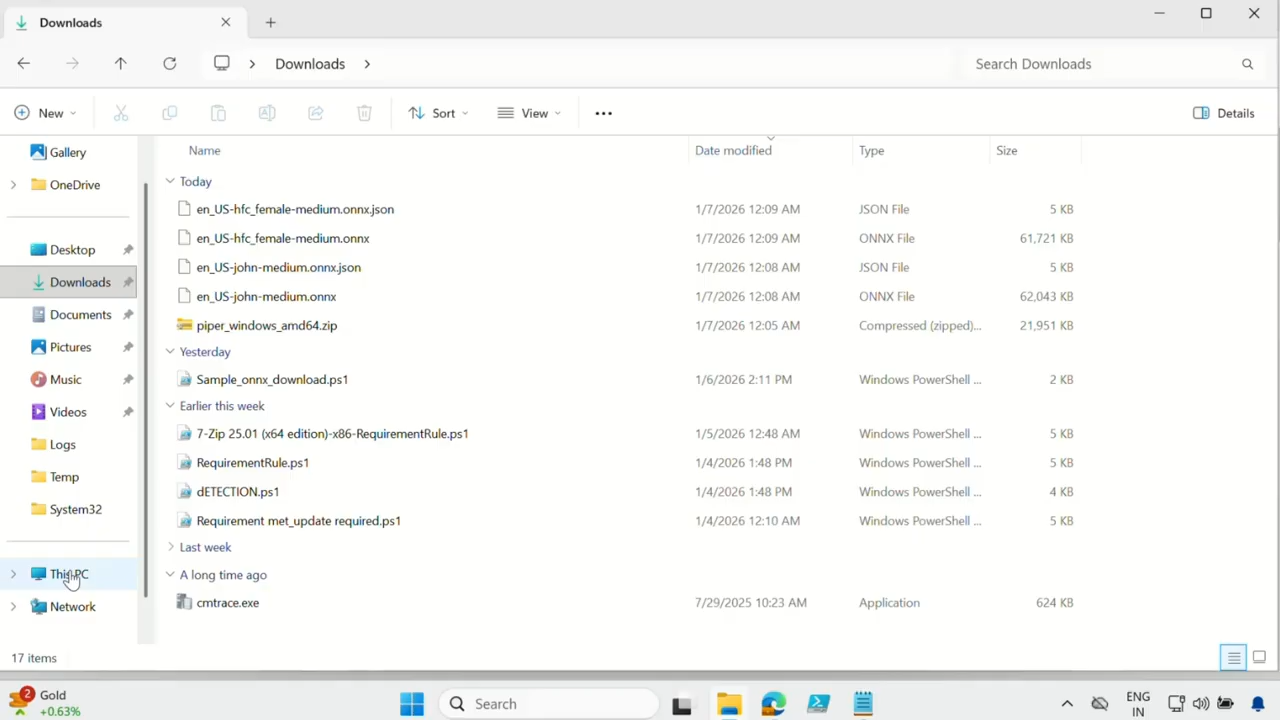 Downloads
Downloads
Search Downloads
New
Sort
View
Details
Gallery
OneDrive
Desktop
Downloads
Documents
Pictures
Music
Videos
Logs
Temp
System32
This PC
Network
Name Date modified Type Size
Today
en_US-hfc_female-medium.onnx.json 1/7/2026 12:09 AM JSON File 5 KB
en_US-hfc_female-medium.onnx 1/7/2026 12:09 AM ONNX File 61,721 KB
en_US-john-medium.onnx.json 1/7/2026 12:08 AM JSON File 5 KB
en_US-john-medium.onnx 1/7/2026 12:08 AM ONNX File 62,043 KB
piper_windows_amd64.zip 1/7/2026 12:05 AM Compressed (zipped)... 21,951 KB
Yesterday
Sample_onnx_download.ps1 1/6/2026 2:11 PM Windows PowerShell ... 2 KB
Earlier this week
7-Zip 25.01 (x64 edition)-x86-RequirementRule.ps1 1/5/2026 12:48 AM Windows PowerShell ... 5 KB
RequirementRule.ps1 1/4/2026 1:48 PM Windows PowerShell ... 5 KB
dETECTION.ps1 1/4/2026 1:48 PM Windows PowerShell ... 4 KB
Requirement met_update required.ps1 1/4/2026 12:10 AM Windows PowerShell ... 5 KB
Last week
A long time ago
cmtrace.exe 7/29/2025 10:23 AM Application 624 KB
17 items
2
Gold
+0.63%
Search
ENG
IN